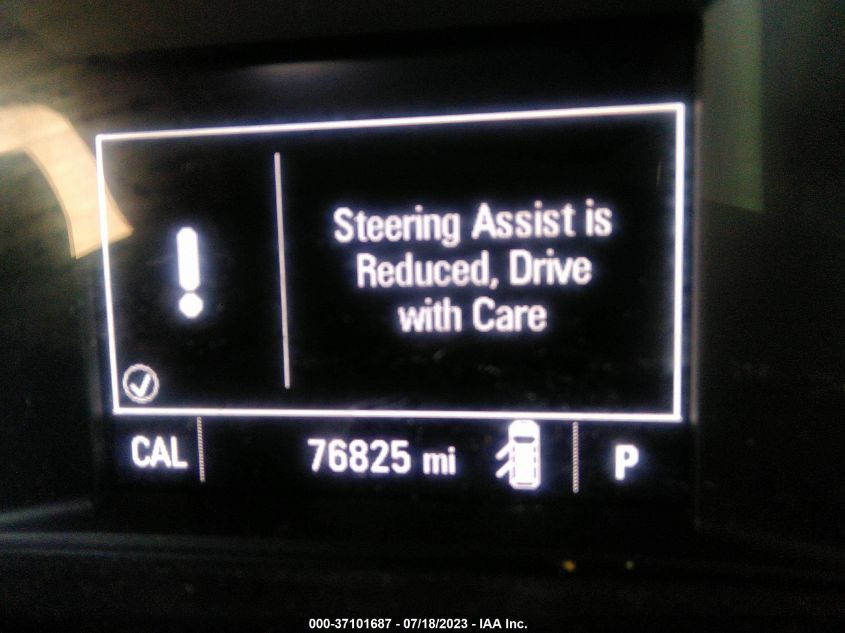 Steering Assist is
Reduced, Drive
with Care
CAL 76825 mi P
000-37101687 - 07/18/2023 - IAA Inc.